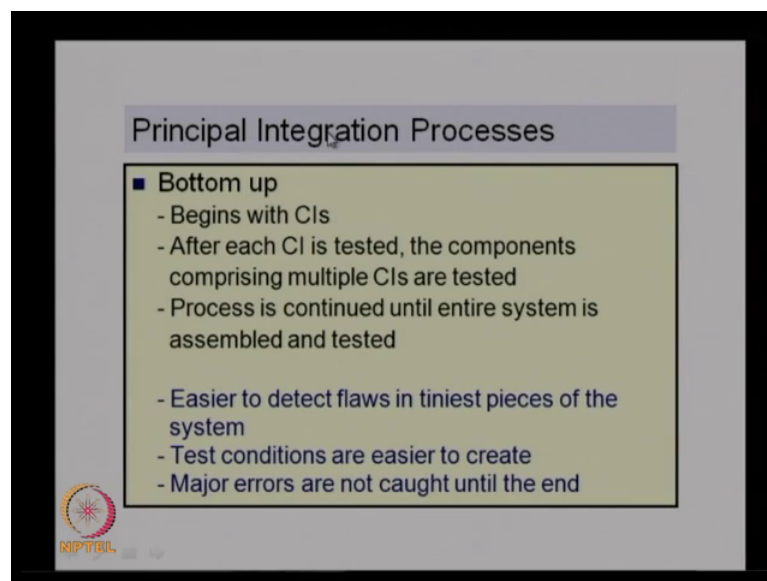 Principal Integration Processes
■ Bottom up
- Begins with CIs
- After each CI is tested, the components
comprising multiple CIs are tested
- Process is continued until entire system is
assembled and tested
- Easier to detect flaws in tiniest pieces of the
system
- Test conditions are easier to create
- Major errors are not caught until the end
NPTEL